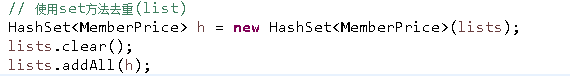 // 使用set方法去重(list)
HashSet<MemberPrice> h = new HashSet<MemberPrice>(lists);
lists.clear();
lists.addAll(h);